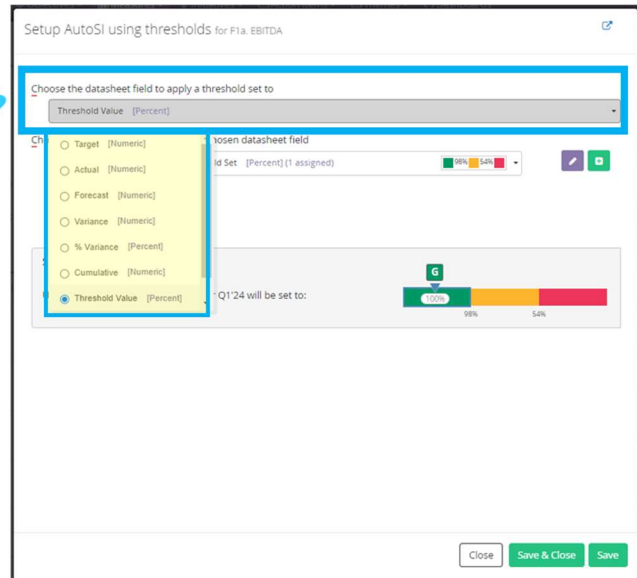 Setup AutoSI using thresholds for F1a. EBITDA
Choose the datasheet field to apply a threshold set to
Threshold Value [Percent]
Ch
hosen datasheet field
Target [Numeric]
ld Set [Percent] (1 assigned)
98% 54%
Actual [Numeric]
Forecast [Numeric]
Variance [Numeric]
% Variance [Percent]
Cumulative [Numeric]
Threshold Value [Percent]
S
Q1'24 will be set to:
G
100%
98% 54%
Close Save & Close Save